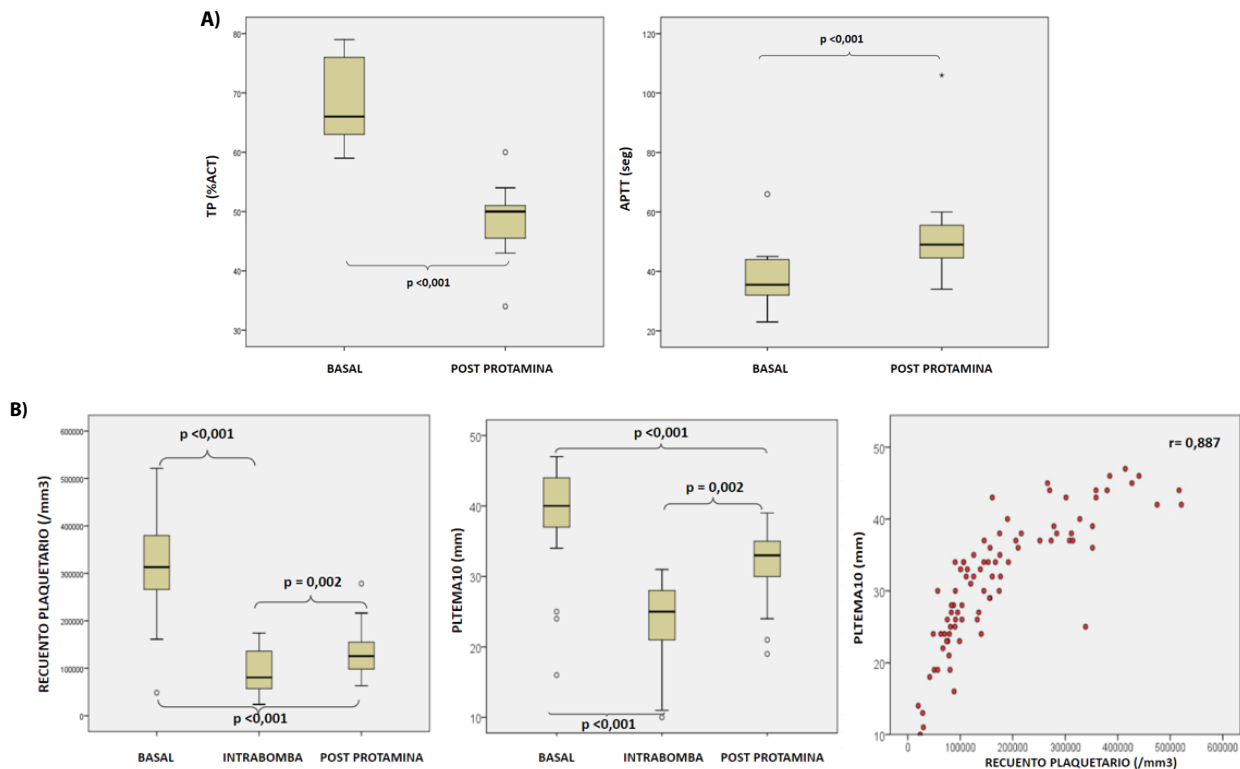 A)
80
70
60
50
40
30
TP (%ACT)
p <0,001
BASAL
POST PROTAMINA
120
100
80
60
40
20
APTT (seg)
p <0,001
*
BASAL
POST PROTAMINA
B)
600000
500000
400000
300000
200000
100000
0
RECUENTO PLAQUETARIO (/mm3)
p <0,001
p = 0,002
p <0,001
BASAL
INTRABOMBA
POST PROTAMINA
50
40
30
20
10
PLTEMA10 (mm)
p <0,001
p = 0,002
p <0,001
BASAL
INTRABOMBA
POST PROTAMINA
50
40
30
20
10
PLTEMA10 (mm)
r= 0,887
0
100000
200000
300000
400000
500000
600000
RECUENTO PLAQUETARIO (/mm3)